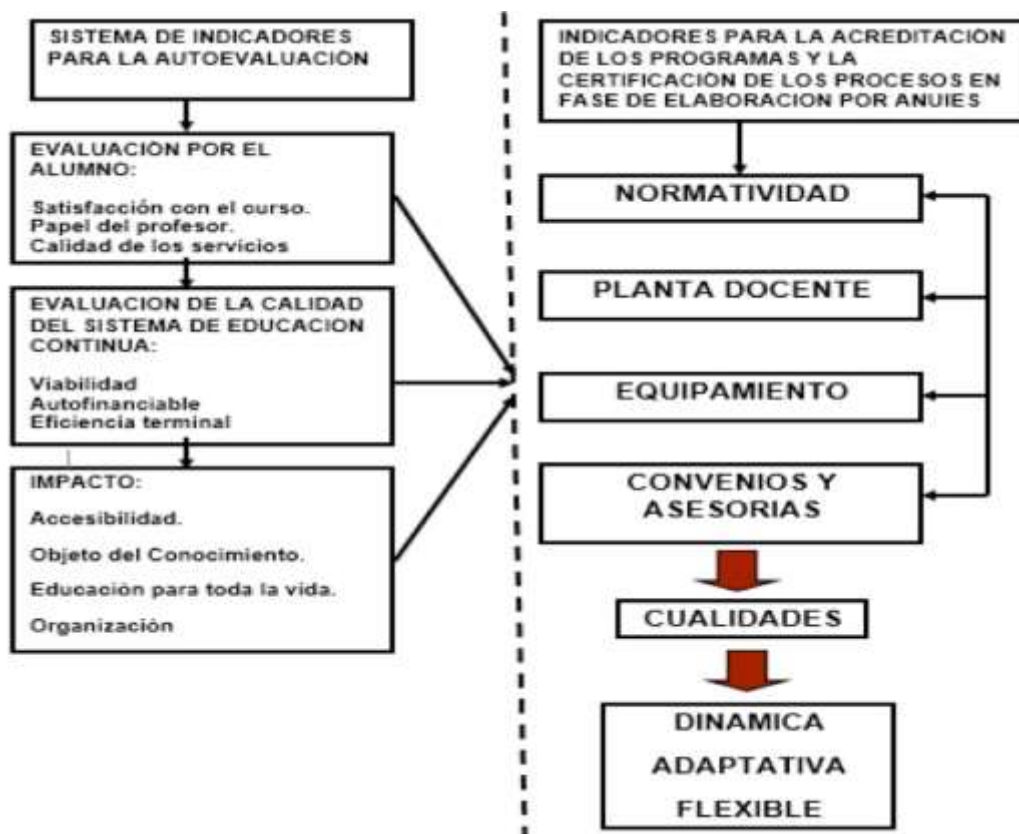 SISTEMA DE INDICADORES
PARA LA AUTOEVALUACIÓN
EVALUACIÓN POR EL
ALUMNO:
Satisfacción con el curso.
Papel del profesor.
Calidad de los servicios
EVALUACION DE LA CALIDAD
DEL SISTEMA DE EDUCACION
CONTINUA:
Viabilidad
Autofinanciable
Eficiencia terminal
IMPACTO:
Accesibilidad.
Objeto del Conocimiento.
Educación para toda la vida.
Organización
INDICADORES PARA LA ACREDITACIÓN
DE LOS PROGRAMAS Y LA
CERTIFICACIÓN DE LOS PROCESOS EN
FASE DE ELABORACION POR ANUIES
NORMATIVIDAD
PLANTA DOCENTE
EQUIPAMIENTO
CONVENIOS Y
ASESORIAS
CUALIDADES
DINAMICA
ADAPTATIVA
FLEXIBLE